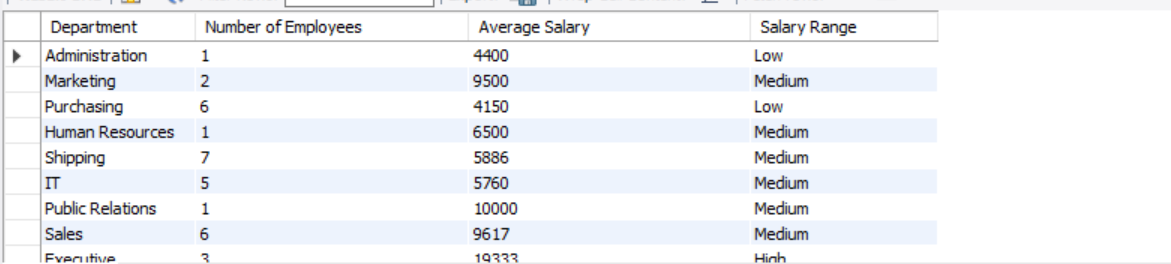 Department Number of Employees Average Salary Salary Range
Administration 1 4400 Low
Marketing 2 9500 Medium
Purchasing 6 4150 Low
Human Resources 1 6500 Medium
Shipping 7 5886 Medium
IT 5 5760 Medium
Public Relations 1 10000 Medium
Sales 6 9617 Medium
Executive 3 19333 High